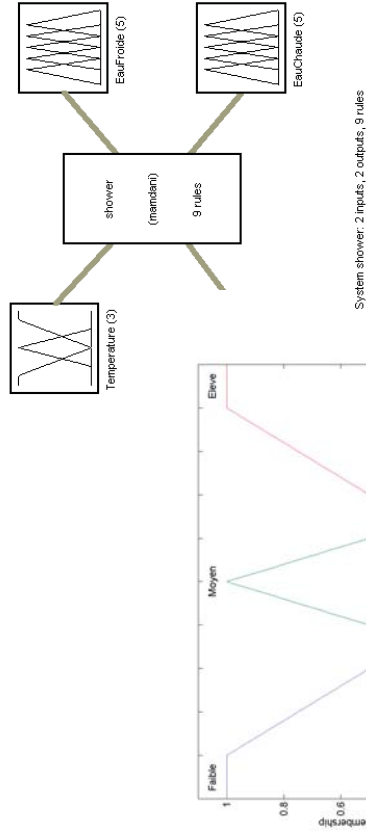 Temperature (3)
shower
(mamdani)
9 rules
EauFroide (5)
EauChaude (5)
System shower: 2 inputs, 2 outputs, 9 rules
Faible
Moyen
Eleve
1
0.8
0.6
embership